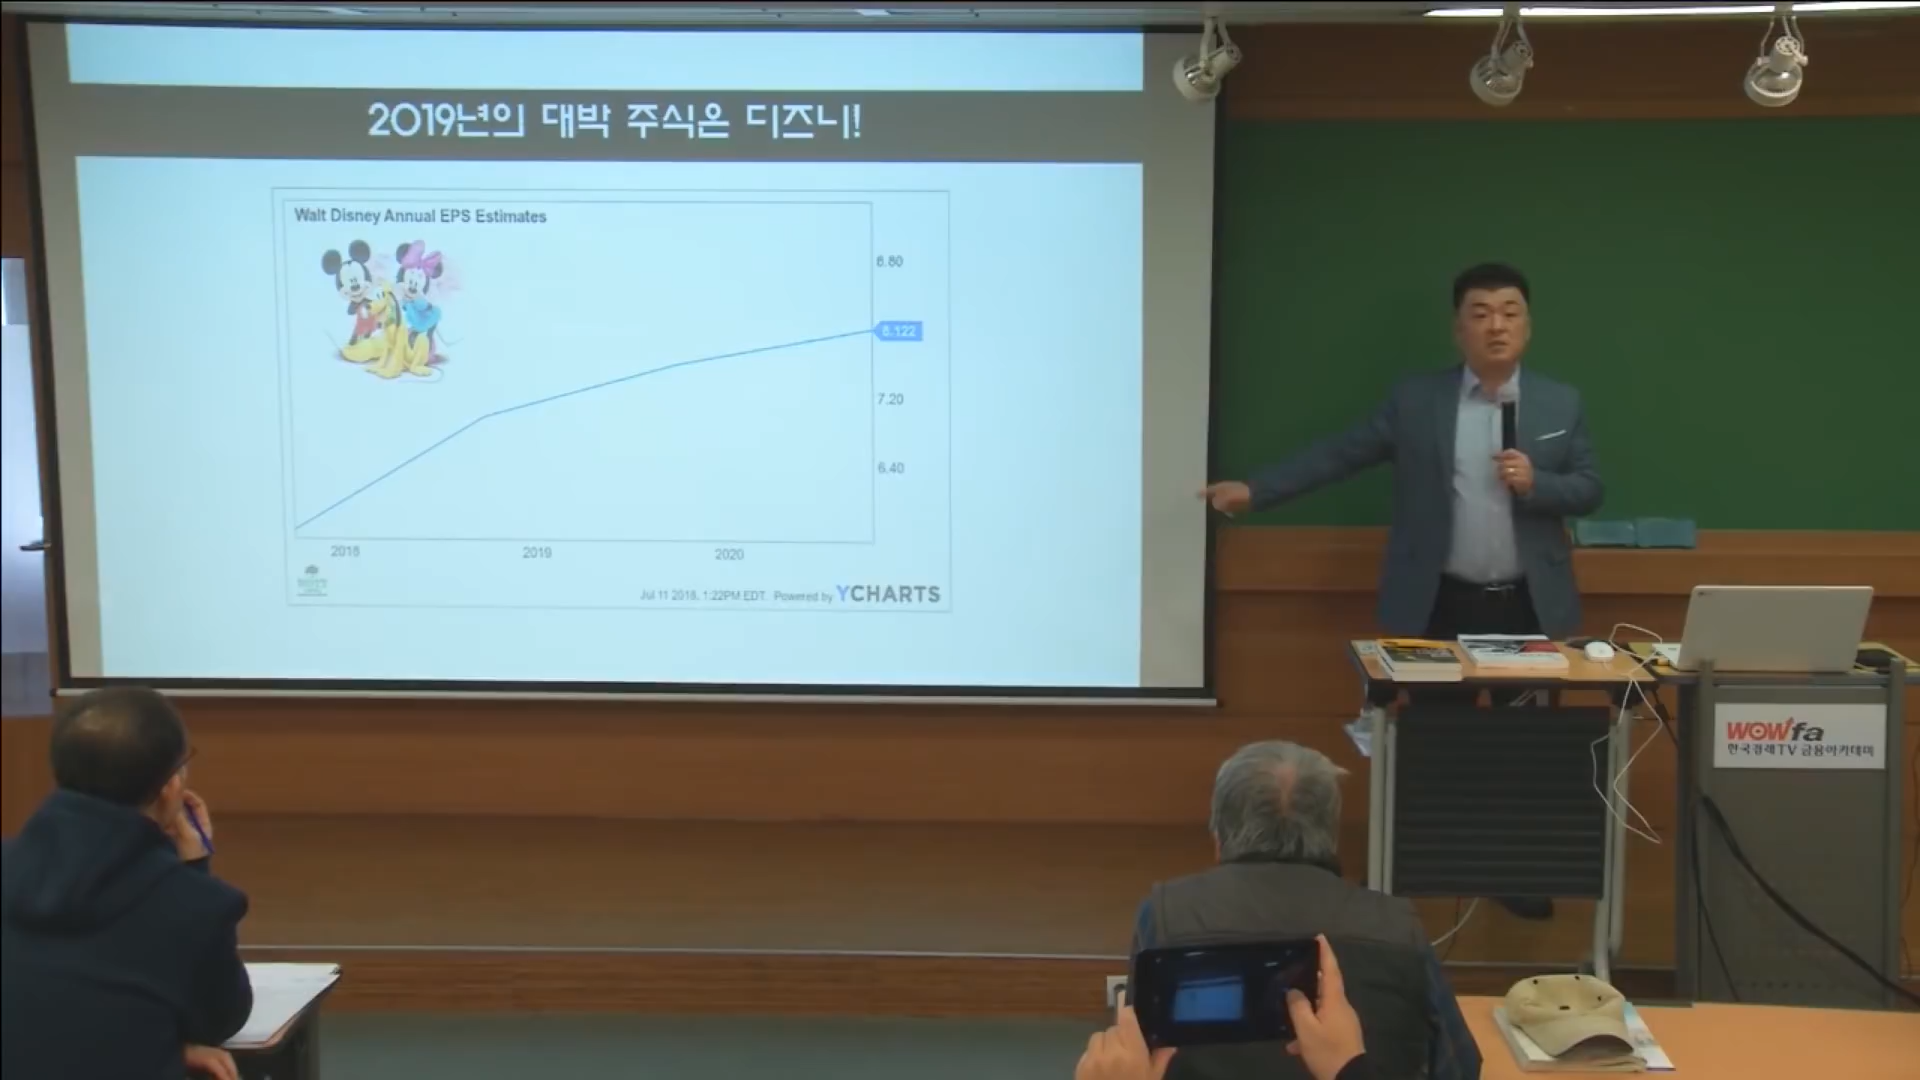 2019년의 대박 주식은 디즈니!
Walt Disney Annual EPS Estimates
8.80
8.122
7.20
6.40
2018
2019
2020
Jul 11 2018, 1:22PM EDT. Powered by YCHARTS
WOWfa
한국경제TV 금융아카데미